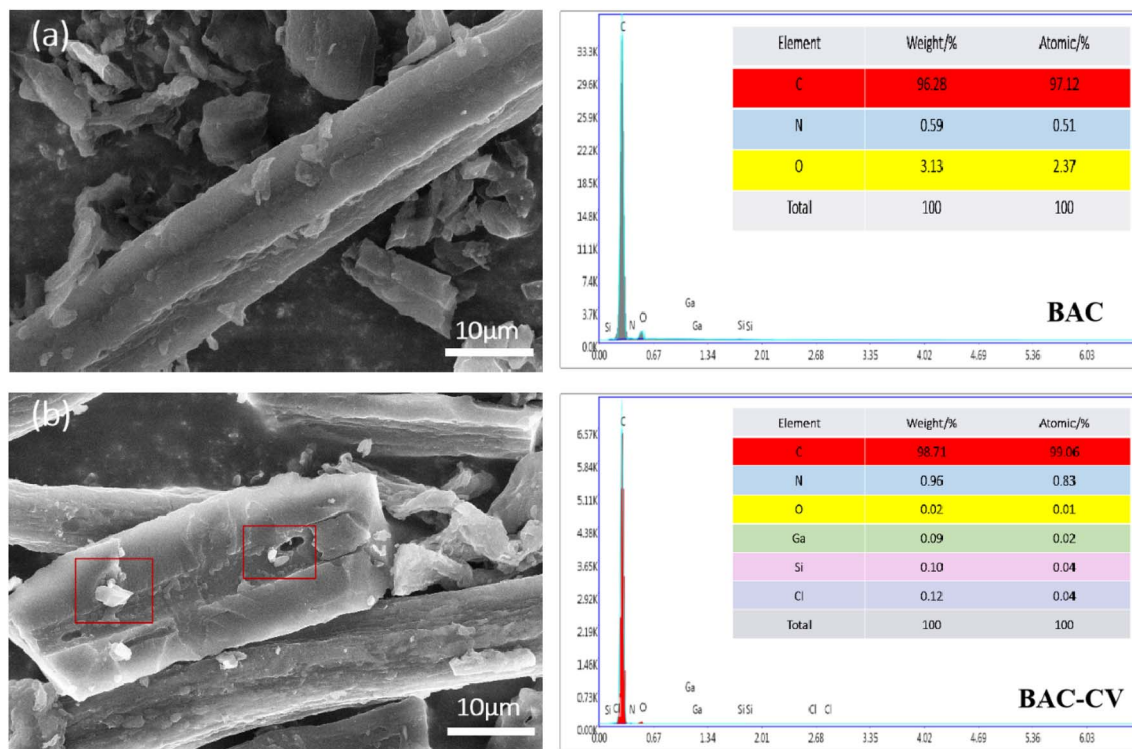 (a)
10μm
C
33.3K
29.6K
25.9K
22.2K
18.5K
14.8K
11.1K
7.4K
3.7K
0.0K
Si
N
O
Ga
Ga
Si Si
0.00 0.67 1.34 2.01 2.68 3.35 4.02 4.69 5.36 6.03
Element Weight/% Atomic/%
C 96.28 97.12
N 0.59 0.51
O 3.13 2.37
Total 100 100
BAC
(b)
10μm
C
6.57K
5.84K
5.11K
4.38K
3.65K
2.92K
2.19K
1.46K
0.73K
0.00K
Si Cl N O
Ga
Ga
Si Si
Cl Cl
0.00 0.67 1.34 2.01 2.68 3.35 4.02 4.69 5.36 6.03
Element Weight/% Atomic/%
C 98.71 99.06
N 0.96 0.83
O 0.02 0.01
Ga 0.09 0.02
Si 0.10 0.04
Cl 0.12 0.04
Total 100 100
BAC-CV